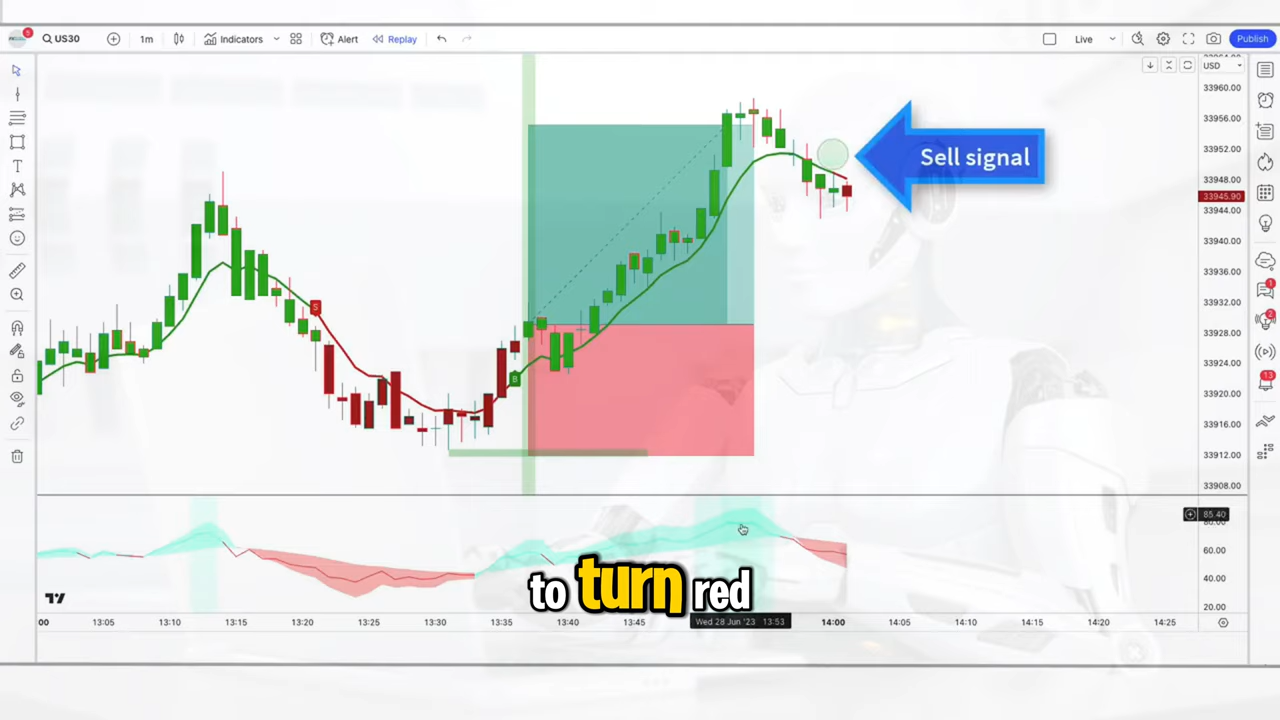 US30
1m
Indicators
Alert
Replay
Live
Publish
USD
33960.00
33956.00
33952.00
33948.00
33945.90
33944.00
33940.00
33936.00
33932.00
33928.00
33924.00
33920.00
33916.00
33912.00
33908.00
Sell signal
S
B
85.40
60.00
40.00
20.00
to turn red
Wed 28 Jun '23 13:53
:00
13:05
13:10
13:15
13:20
13:25
13:30
13:35
13:40
13:45
14:00
14:05
14:10
14:15
14:20
14:25
1
2
13